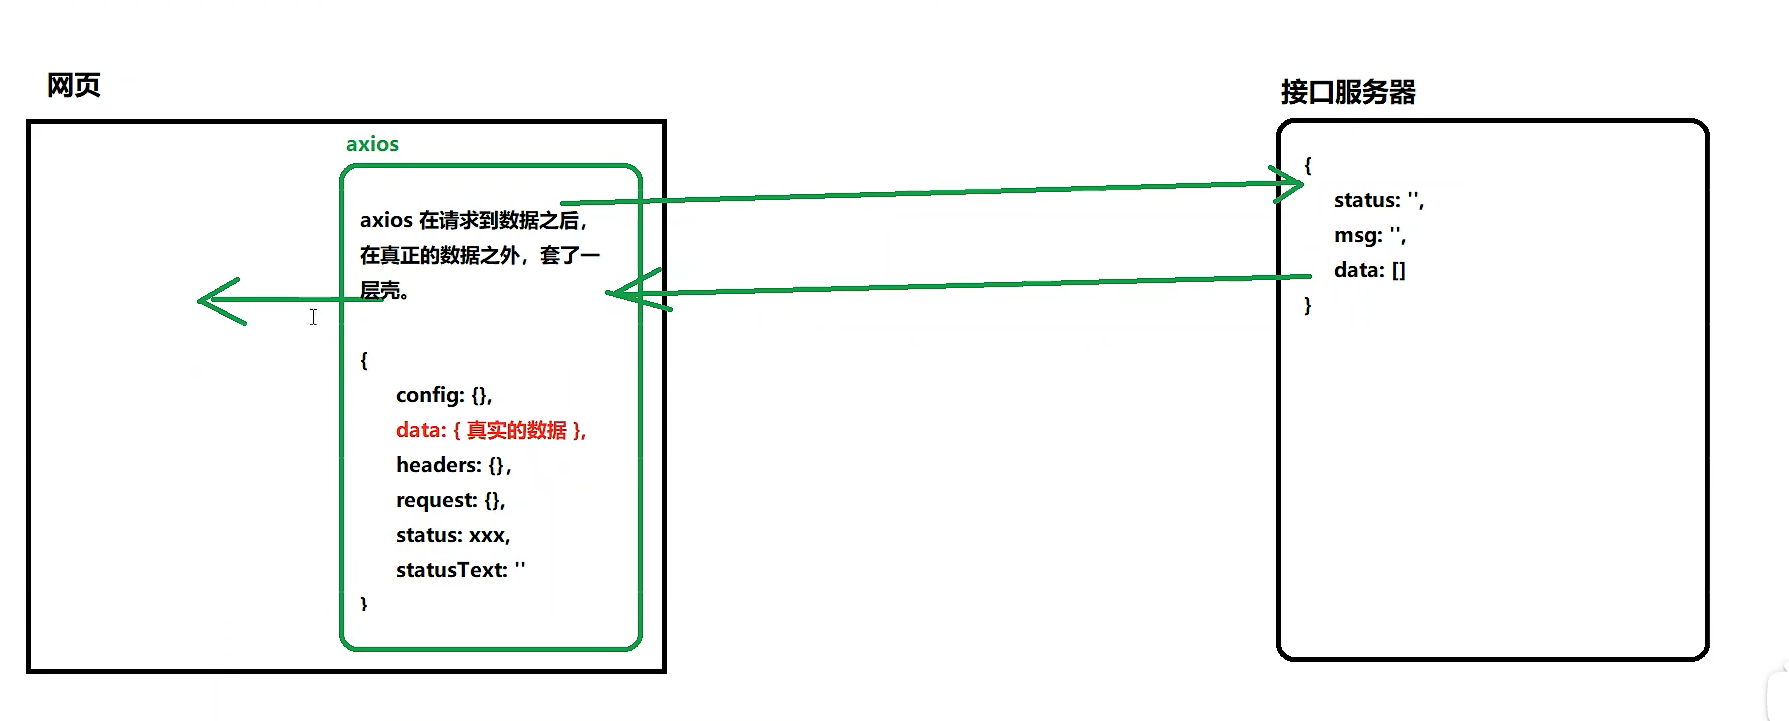 网页
axios
axios 在请求到数据之后，
在真正的数据之外，套了一
层壳。
{
config: {},
data: { 真实的数据 },
headers: {},
request: {},
status: xxx,
statusText: ''
}
接口服务器
{
status: '',
msg: '',
data: []
}